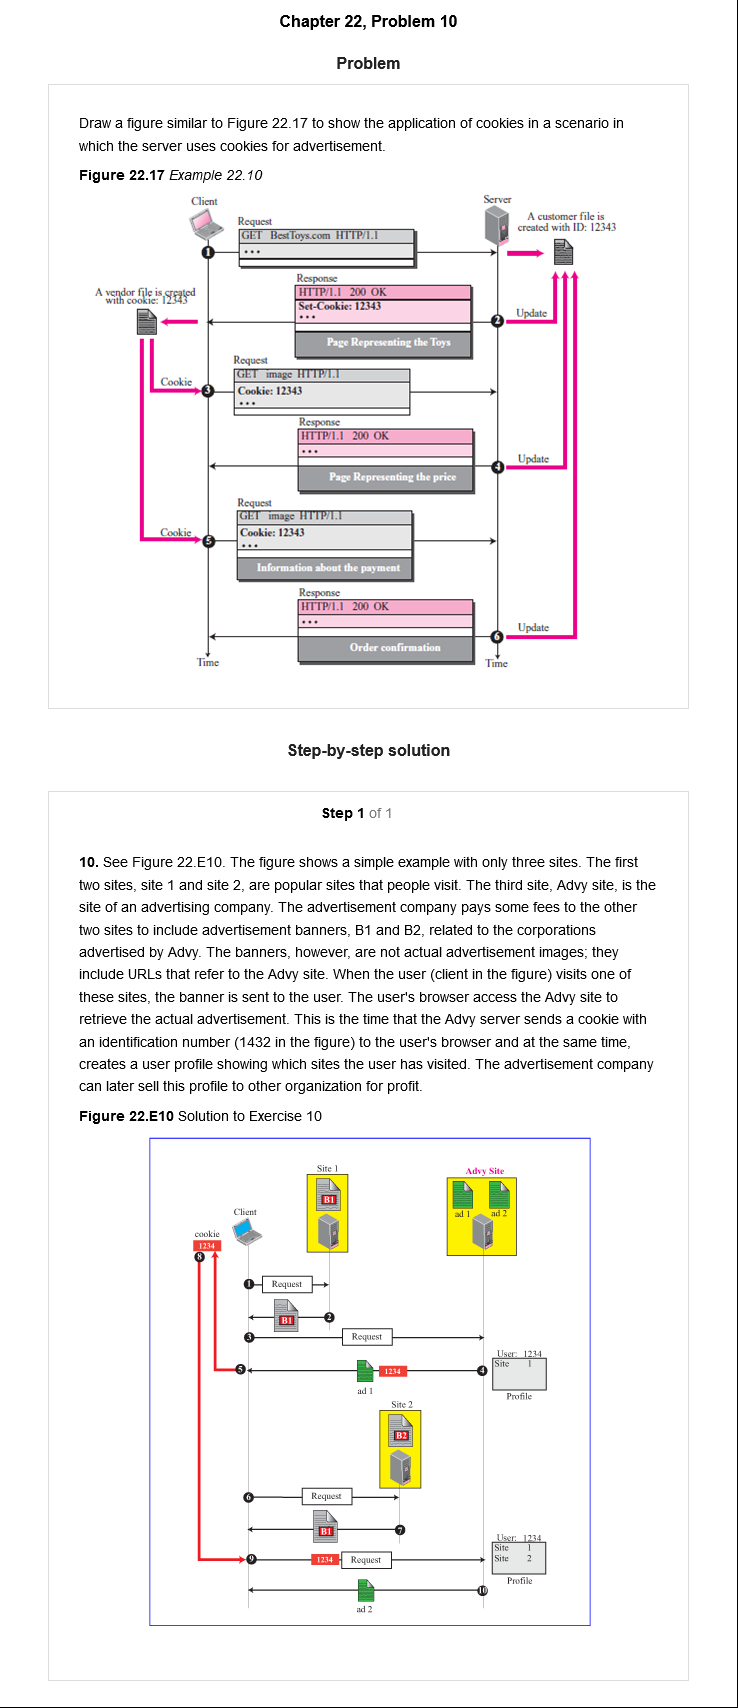 Chapter 22, Problem 10
Problem
Draw a figure similar to Figure 22.17 to show the application of cookies in a scenario in
which the server uses cookies for advertisement.
Figure 22.17 Example 22.10
Client
Server
A customer file is
created with ID: 12343
Request
GET BestToys.com HTTP/1.1
•••
1
A vendor file is created
with cookie: 12343
Response
HTTP/1.1 200 OK
Set-Cookie: 12343
•••
Page Representing the Toys
2
Update
Request
GET image HTTP/1.1
Cookie: 12343
•••
Cookie
3
Response
HTTP/1.1 200 OK
•••
Page Representing the price
4
Update
Request
GET image HTTP/1.1
Cookie: 12343
•••
Information about the payment
Cookie
5
Response
HTTP/1.1 200 OK
•••
Order confirmation
6
Update
Time
Time
Step-by-step solution
Step 1 of 1
10. See Figure 22.E10. The figure shows a simple example with only three sites. The first
two sites, site 1 and site 2, are popular sites that people visit. The third site, Advy site, is the
site of an advertising company. The advertisement company pays some fees to the other
two sites to include advertisement banners, B1 and B2, related to the corporations
advertised by Advy. The banners, however, are not actual advertisement images; they
include URLs that refer to the Advy site. When the user (client in the figure) visits one of
these sites, the banner is sent to the user. The user's browser access the Advy site to
retrieve the actual advertisement. This is the time that the Advy server sends a cookie with
an identification number (1432 in the figure) to the user's browser and at the same time,
creates a user profile showing which sites the user has visited. The advertisement company
can later sell this profile to other organization for profit.
Figure 22.E10 Solution to Exercise 10
Site 1
Advy Site
B1
ad 1 ad 2
Client
cookie
1234
8
1 Request
B1 2
3 Request
User: 1234
Site 1
Profile
5 1234 4
ad 1
Site 2
B2
6 Request
B1 7
User: 1234
Site 1
Site 2
Profile
9 1234 Request
10
ad 2